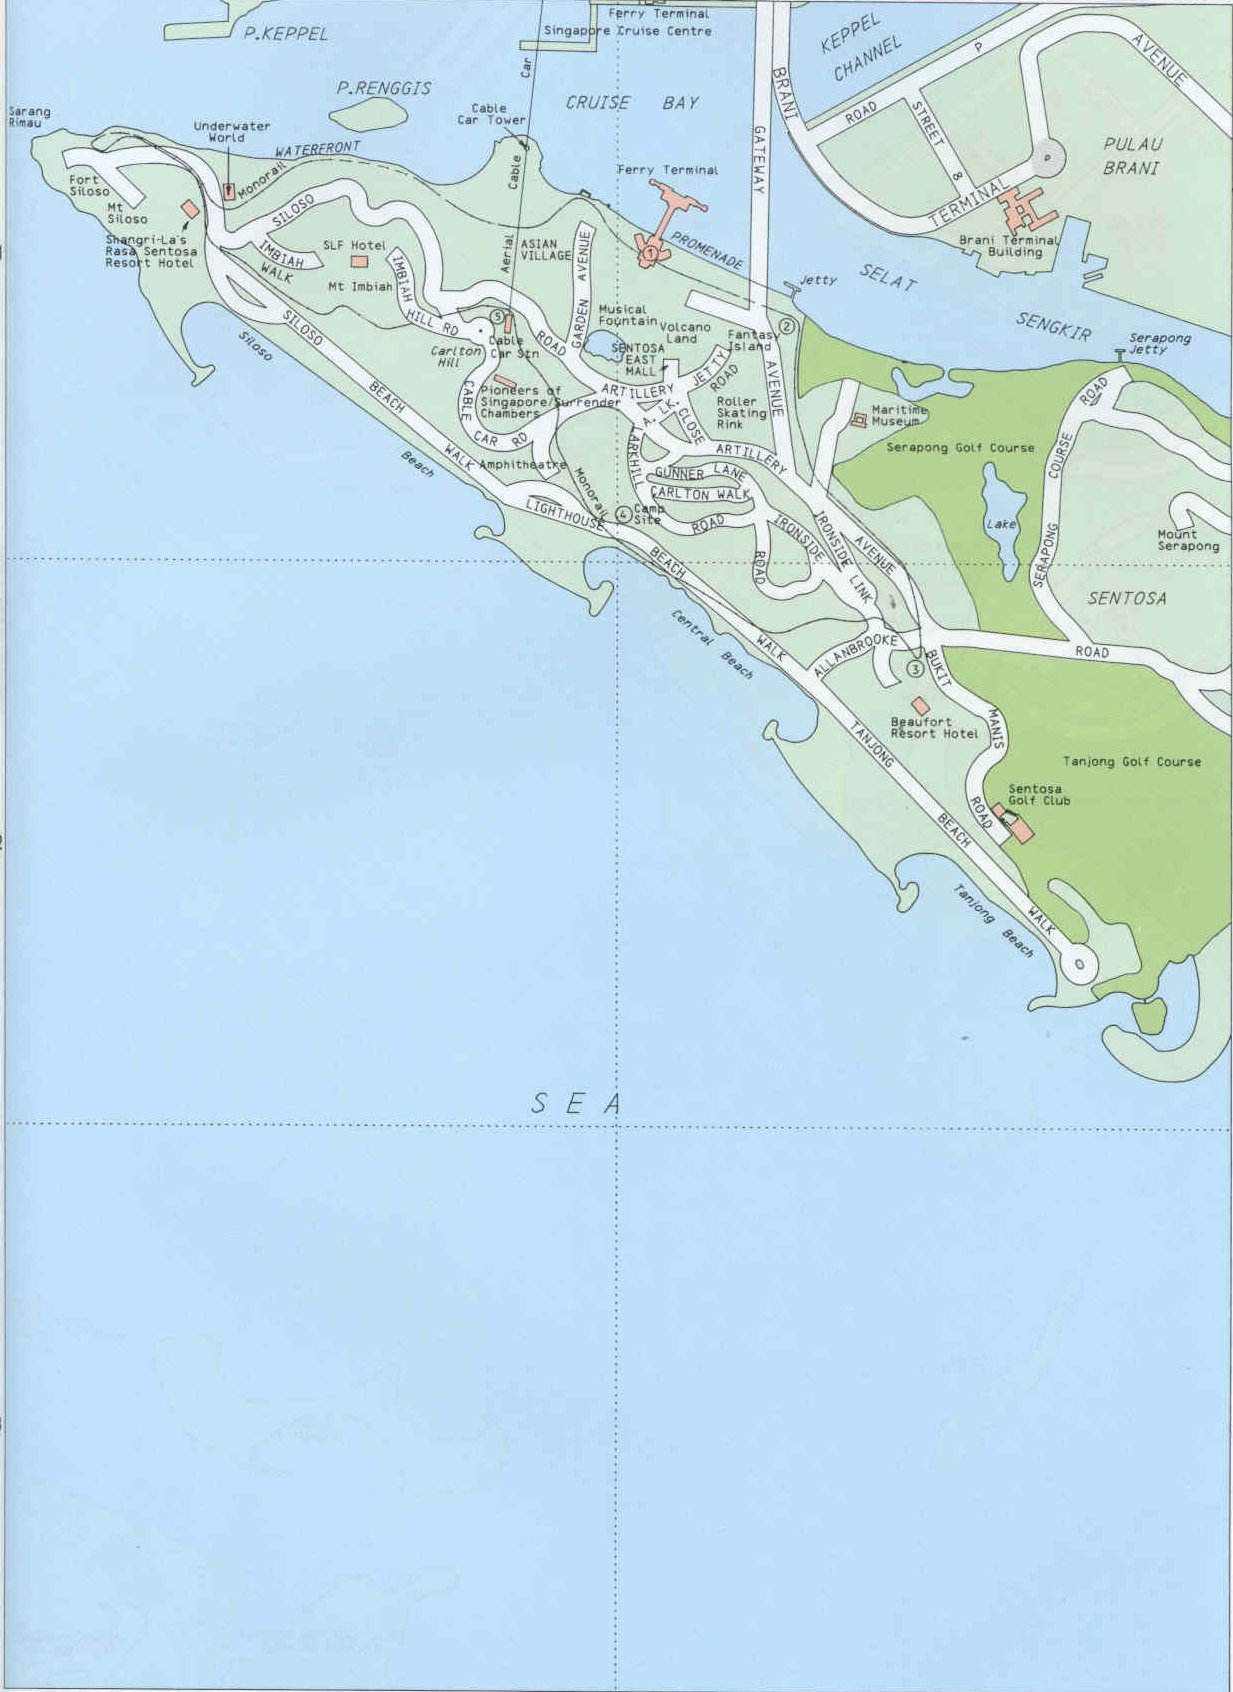 Ferry Terminal
Singapore Cruise Centre
P.KEPPEL
KEPPEL
CHANNEL
AVENUE
P
ROAD
STREET 8
BRANI
P.RENGGIS
CRUISE BAY
Car
Cable
Car Tower
Sarang
Rimau
Underwater
World
WATERFRONT
Monorail
GATEWAY
PULAU
BRANI
Fort
Siloso
Mt
Siloso
Cable
Ferry Terminal
TERMINAL
Shangri-La's
Rasa Sentosa
Resort Hotel
SILOSO
IMBIAH
WALK
SLF Hotel
Mt Imbiah
IMBIAH
HILL RD
Aerial
ASIAN
VILLAGE
GARDEN AVENUE
1
PROMENADE
Brani Terminal
Building
Jetty
SELAT
SENGKIR
Serapong
Jetty
SILOSO
BEACH
WALK
Siloso
Beach
5
Cable
Car Stn
ROAD
Carlton
Hill
Musical
Fountain
Volcano
Land
Fantasy
Island
2
SENTOSA
EAST
MALL
JETTY
ROAD
AVENUE
Pioneers of
Singapore/Surrender
Chambers
CABLE
CAR RD
ARTILLERY
CLOSE
Roller
Skating
Rink
Maritime
Museum
Serapong Golf Course
ROAD
COURSE
SERAPONG
Amphitheatre
LARKHILL
ROAD
ARTILLERY
AVENUE
GUNNER LANE
CARLTON WALK
Monorail
4
Camp
Site
LIGHTHOUSE
BEACH
WALK
IRONSIDE
ROAD
IRONSIDE
LINK
Lake
Mount
Serapong
SENTOSA
Central Beach
ALLANBROOKE
ROAD
3
BUKIT
MANIS
ROAD
Beaufort
Resort Hotel
TANJONG
BEACH
WALK
Tanjong Golf Course
Sentosa
Golf Club
Tanjong Beach
SEA